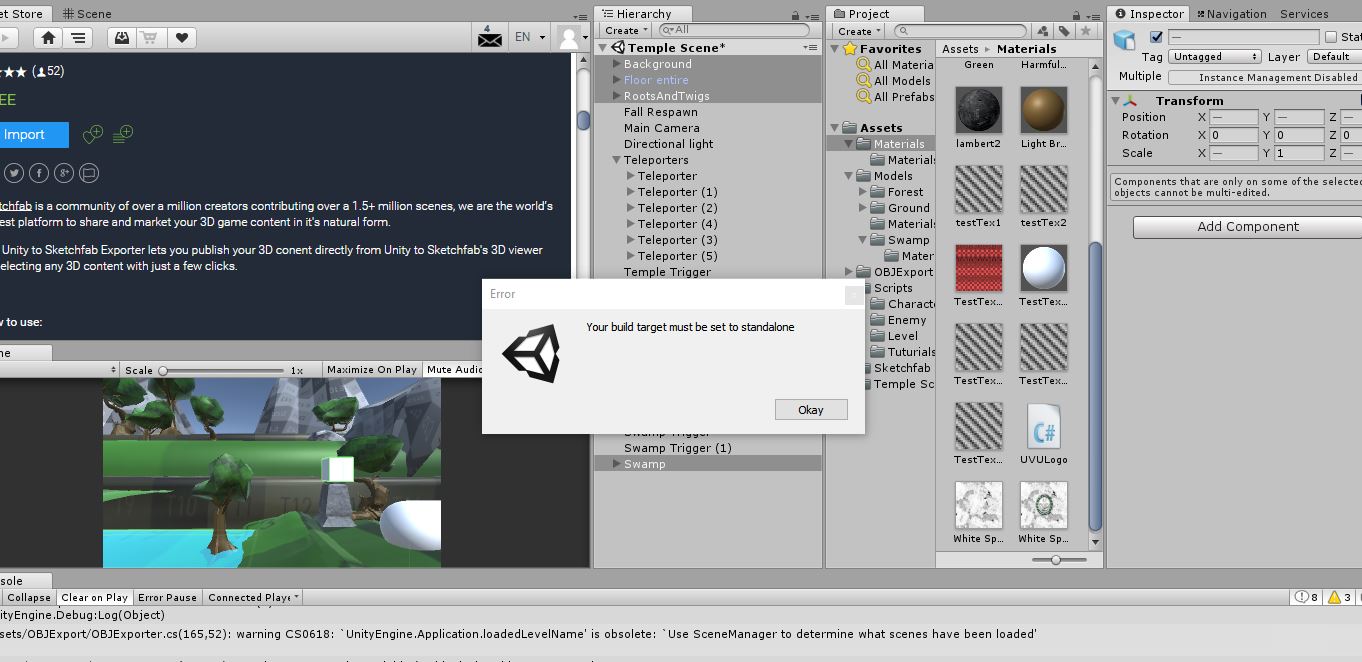 et Store
Scene
4
EN
(52)
EE
Import
tchfab is a community of over a million creators contributing over a 1.5+ million scenes, we are the world's
est platform to share and market your 3D game content in it's natural form.
Unity to Sketchfab Exporter lets you publish your 3D conent directly from Unity to Sketchfab's 3D viewer
electing any 3D content with just a few clicks.
w to use:
ne
Scale
1x
Maximize On Play
Mute Audio
T10
T12
Hierarchy
Create
All
Temple Scene*
Background
Floor entire
RootsAndTwigs
Fall Respawn
Main Camera
Directional light
Teleporters
Teleporter
Teleporter (1)
Teleporter (2)
Teleporter (4)
Teleporter (3)
Teleporter (5)
Temple Trigger
Swamp Trigger
Swamp Trigger (1)
Swamp
Error
Your build target must be set to standalone
Okay
Project
Create
Favorites
All Materia
All Models
All Prefabs
Assets
Materials
Materials
Models
Forest
Ground
Materials
Swamp
Mater
OBJExport
Scripts
Characte
Enemy
Level
Tuturials
Sketchfab
Temple Sc
Assets
Materials
Green
Harmful...
lambert2
Light Br...
testTex1
testTex2
TestTex...
TestTex...
TestTex...
TestTex...
TestTex...
C#
UVULogo
White Sp...
White Sp...
Inspector
Navigation
Services
—
Stat
Tag
Untagged
Layer
Default
Multiple
Instance Management Disabled
Transform
Position X — Y — Z —
Rotation X 0 Y 0 Z 0
Scale X — Y 1 Z —
Components that are only on some of the selected
objects cannot be multi-edited.
Add Component
sole
Collapse
Clear on Play
Error Pause
Connected Playe
8
3
ityEngine.Debug:Log(Object)
sets/OBJExport/OBJExporter.cs(165,52): warning CS0618: `UnityEngine.Application.loadedLevelName' is obsolete: `Use SceneManager to determine what scenes have been loaded'